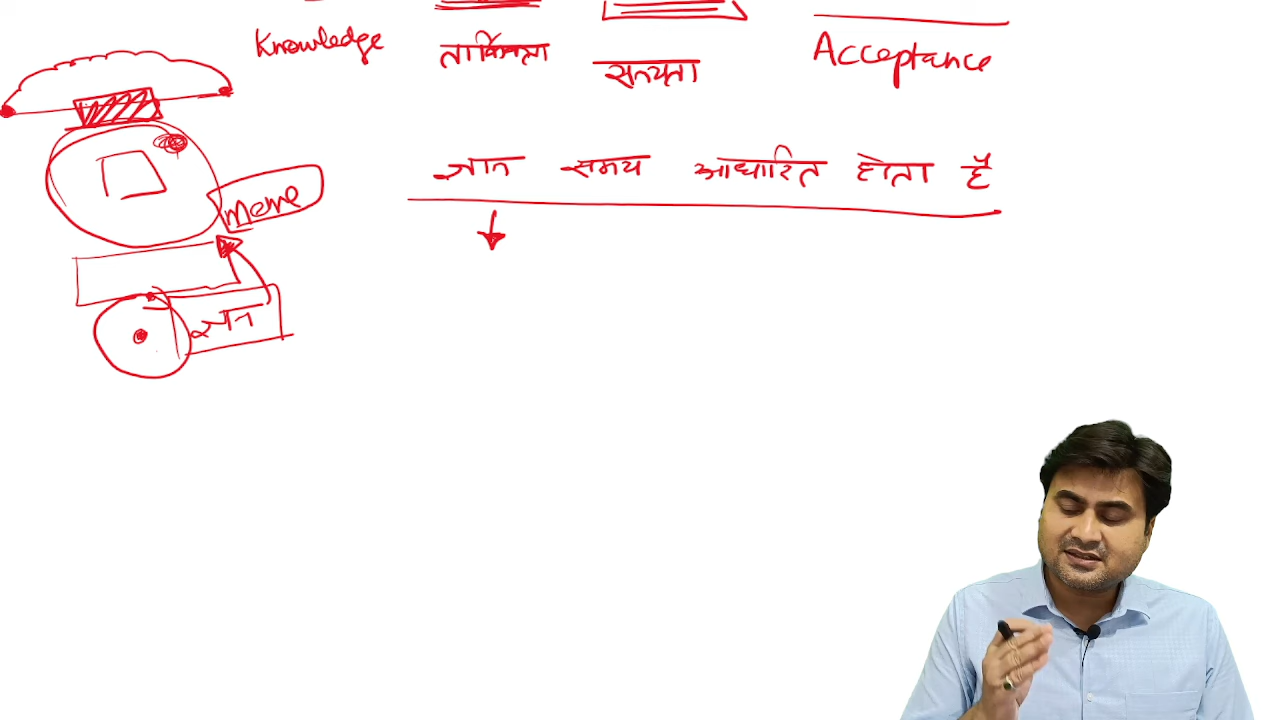 Knowledge तार्किकता सत्यता Acceptance
ज्ञान समय आधारित होता है
meme
ज्ञान